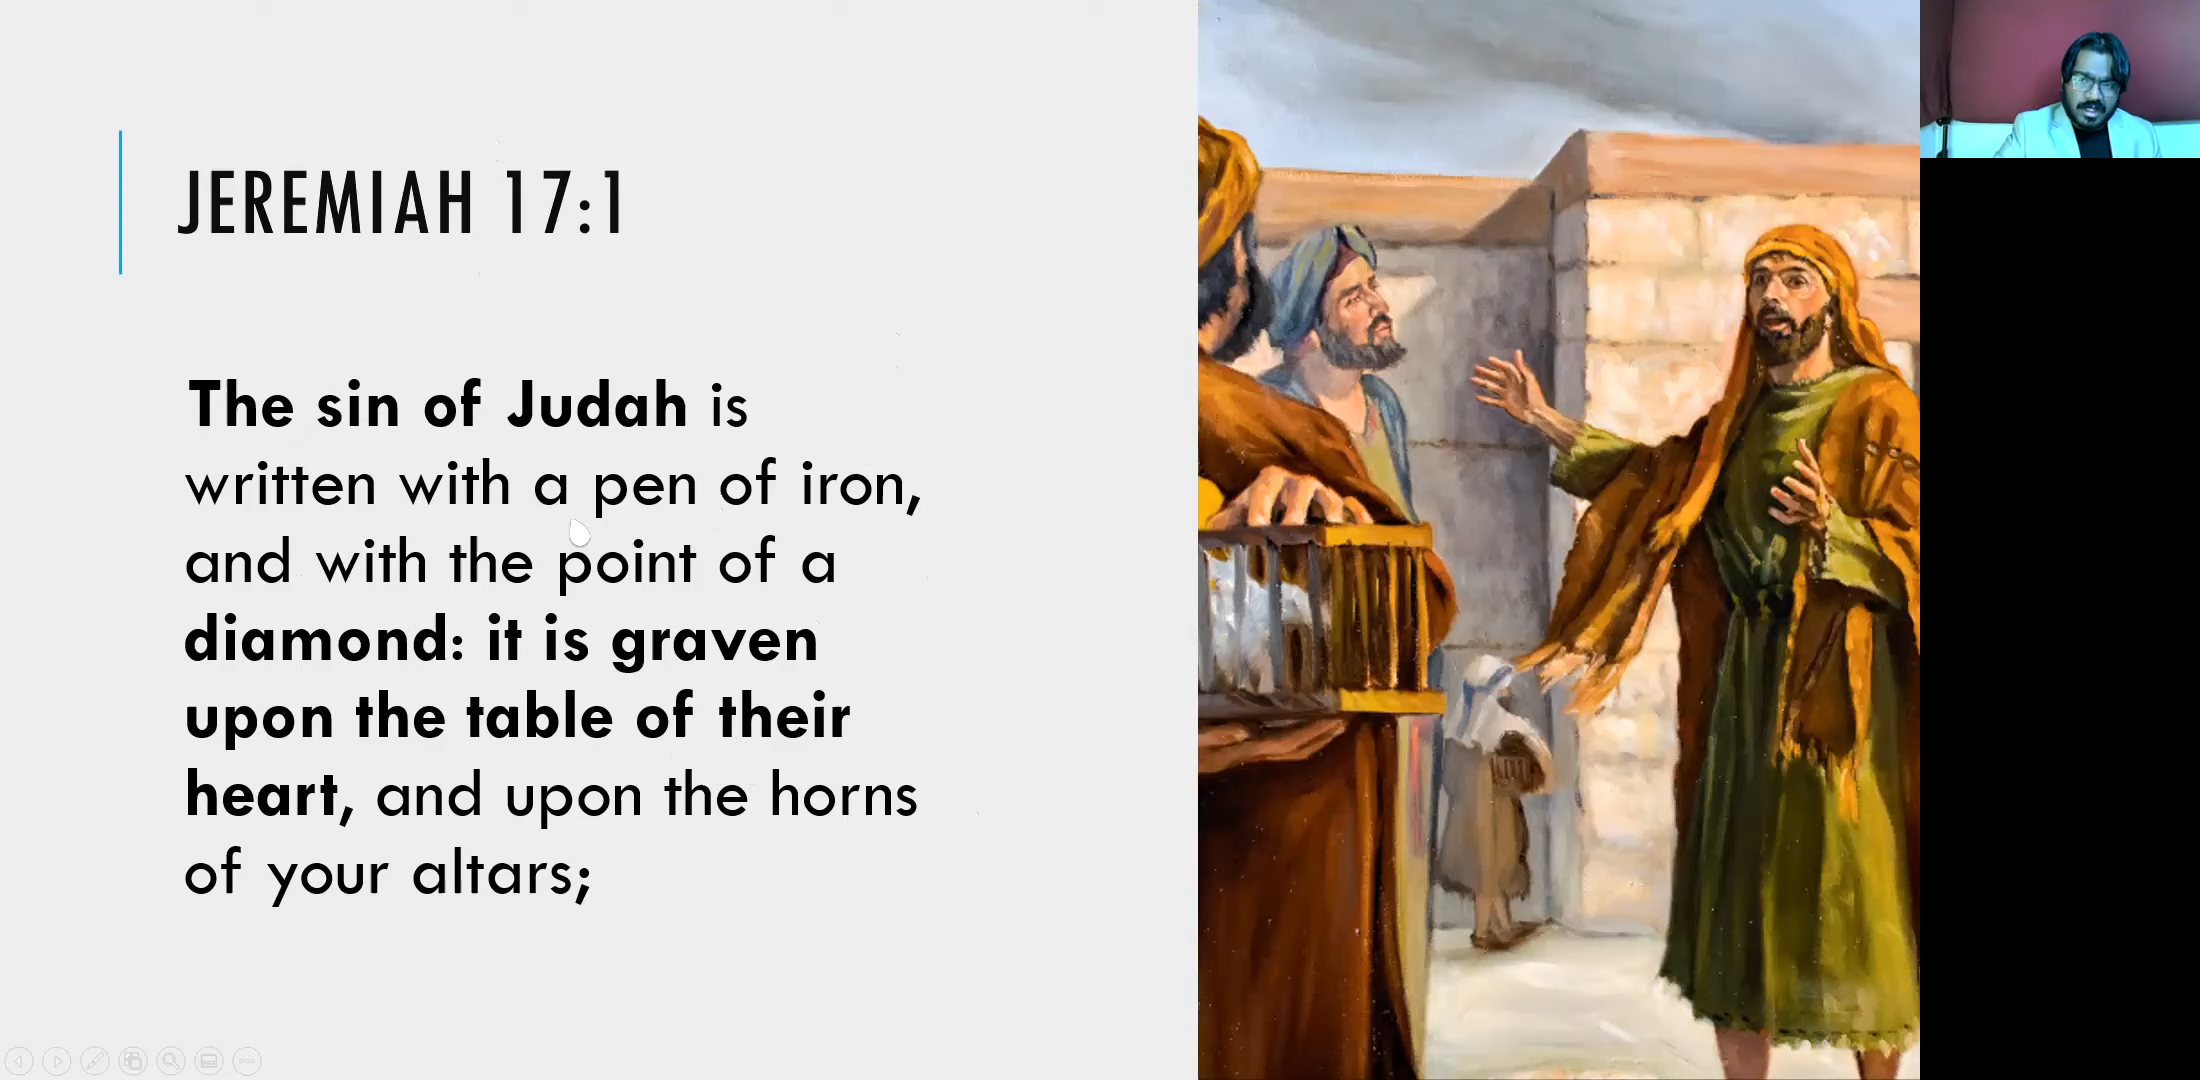 JEREMIAH 17:1
The sin of Judah is
written with a pen of iron,
and with the point of a
diamond: it is graven
upon the table of their
heart, and upon the horns
of your altars;